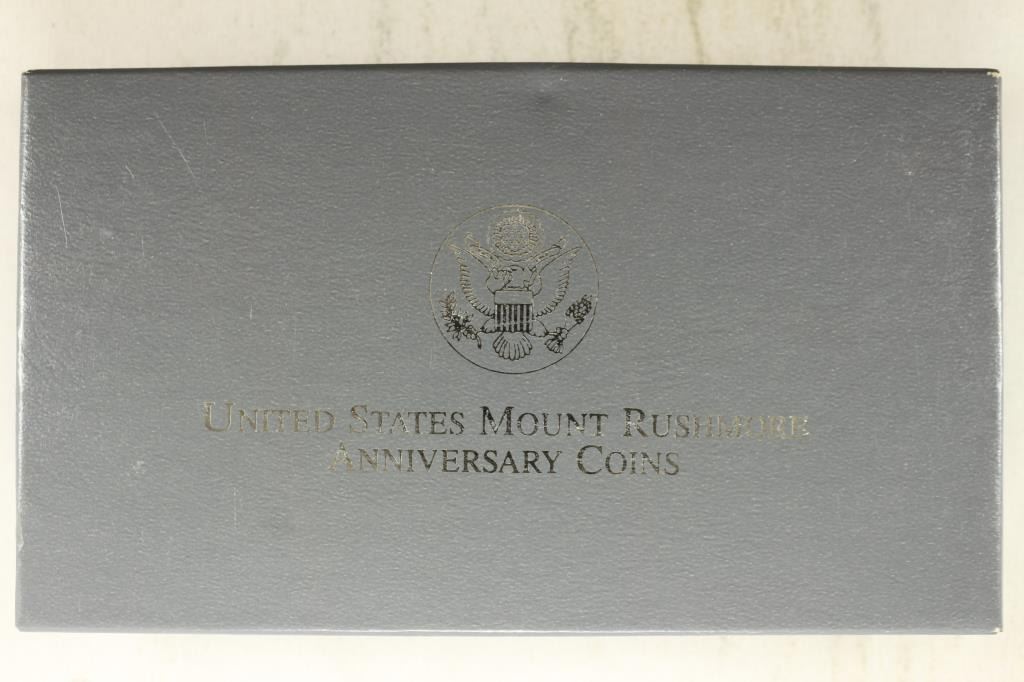 United States Mount Rushmore
Anniversary Coins